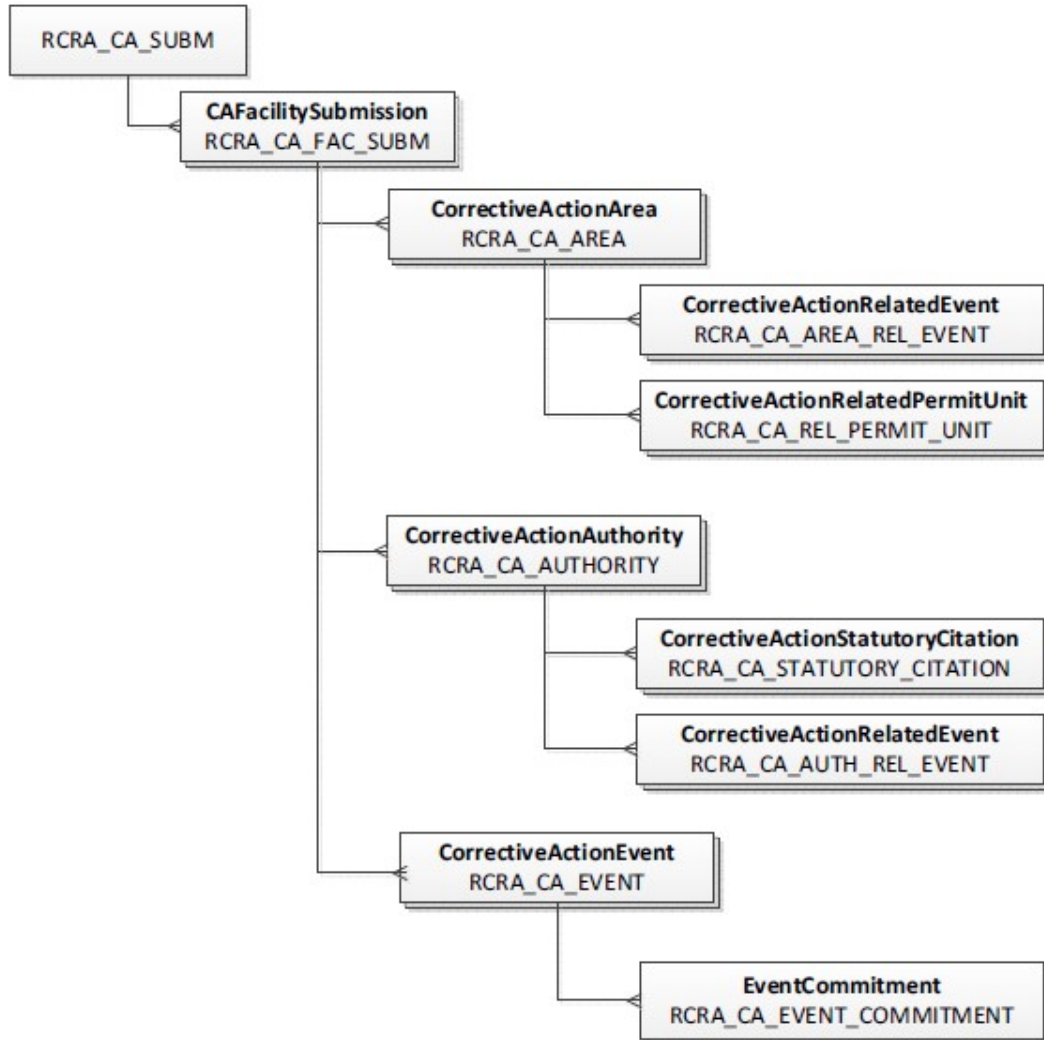 RCRA_CA_SUBM
CAFacilitySubmission
RCRA_CA_FAC_SUBM
CorrectiveActionArea
RCRA_CA_AREA
CorrectiveActionRelatedEvent
RCRA_CA_AREA_REL_EVENT
CorrectiveActionRelatedPermitUnit
RCRA_CA_REL_PERMIT_UNIT
CorrectiveActionAuthority
RCRA_CA_AUTHORITY
CorrectiveActionStatutoryCitation
RCRA_CA_STATUTORY_CITATION
CorrectiveActionRelatedEvent
RCRA_CA_AUTH_REL_EVENT
CorrectiveActionEvent
RCRA_CA_EVENT
EventCommitment
RCRA_CA_EVENT_COMMITMENT